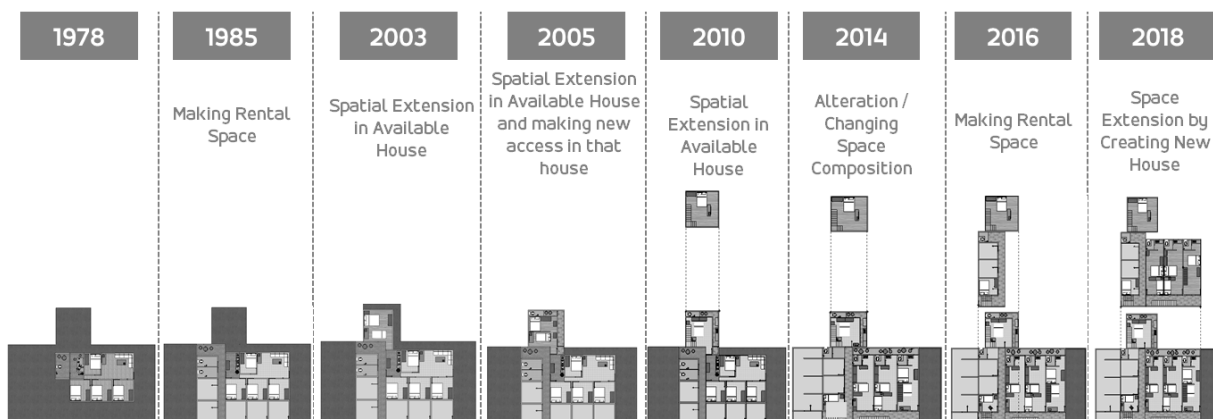 1978
1985
2003
2005
2010
2014
2016
2018
Making Rental
Space
Spatial Extension
in Available
House
Spatial Extension
in Available House
and making new
access in that
house
Spatial
Extension in
Available
House
Alteration /
Changing
Space
Composition
Making Rental
Space
Space
Extension by
Creating New
House